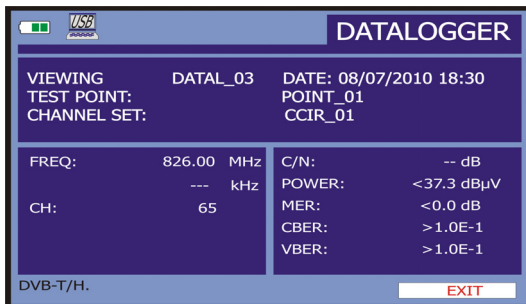 USB
DATALOGGER
VIEWING DATAL_03 DATE: 08/07/2010 18:30
TEST POINT: POINT_01
CHANNEL SET: CCIR_01
FREQ: 826.00 MHz
--- kHz
CH: 65
C/N: -- dB
POWER: <37.3 dBµV
MER: <0.0 dB
CBER: >1.0E-1
VBER: >1.0E-1
DVB-T/H.
EXIT